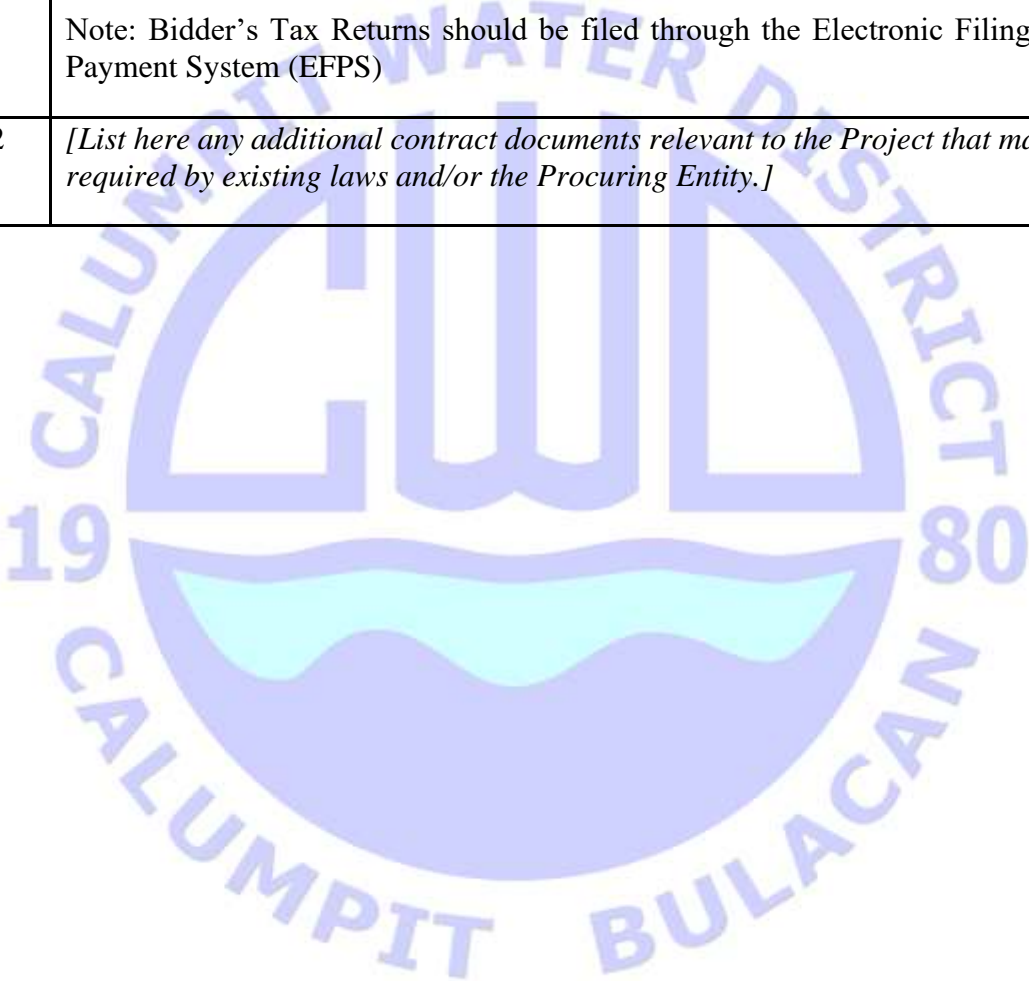 Note: Bidder’s Tax Returns should be filed through the Electronic Filing
Payment System (EFPS)
2
[List here any additional contract documents relevant to the Project that
required by existing laws and/or the Procuring Entity.]
CALUMPIT WATER DISTRICT
CWD
19
80
CALUMPIT BULACAN